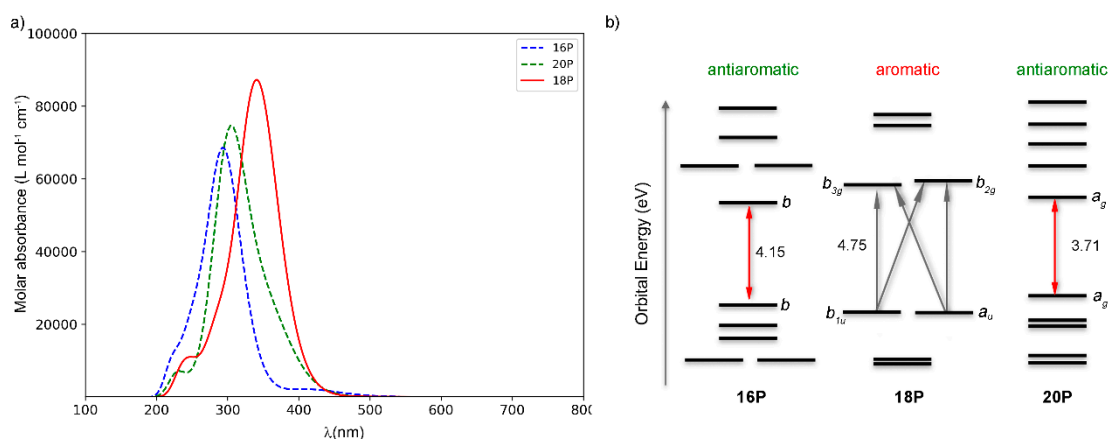 a)
100000
80000
60000
40000
20000
Molar absorbance (L mol⁻¹ cm⁻¹)
16P
20P
18P
100 200 300 400 500 600 700 80
λ(nm)
b)
antiaromatic aromatic antiaromatic
Orbital Energy (eV)
b
4.15
b
b3g b2g
4.75
b1u au
ag
3.71
ag
16P 18P 20P